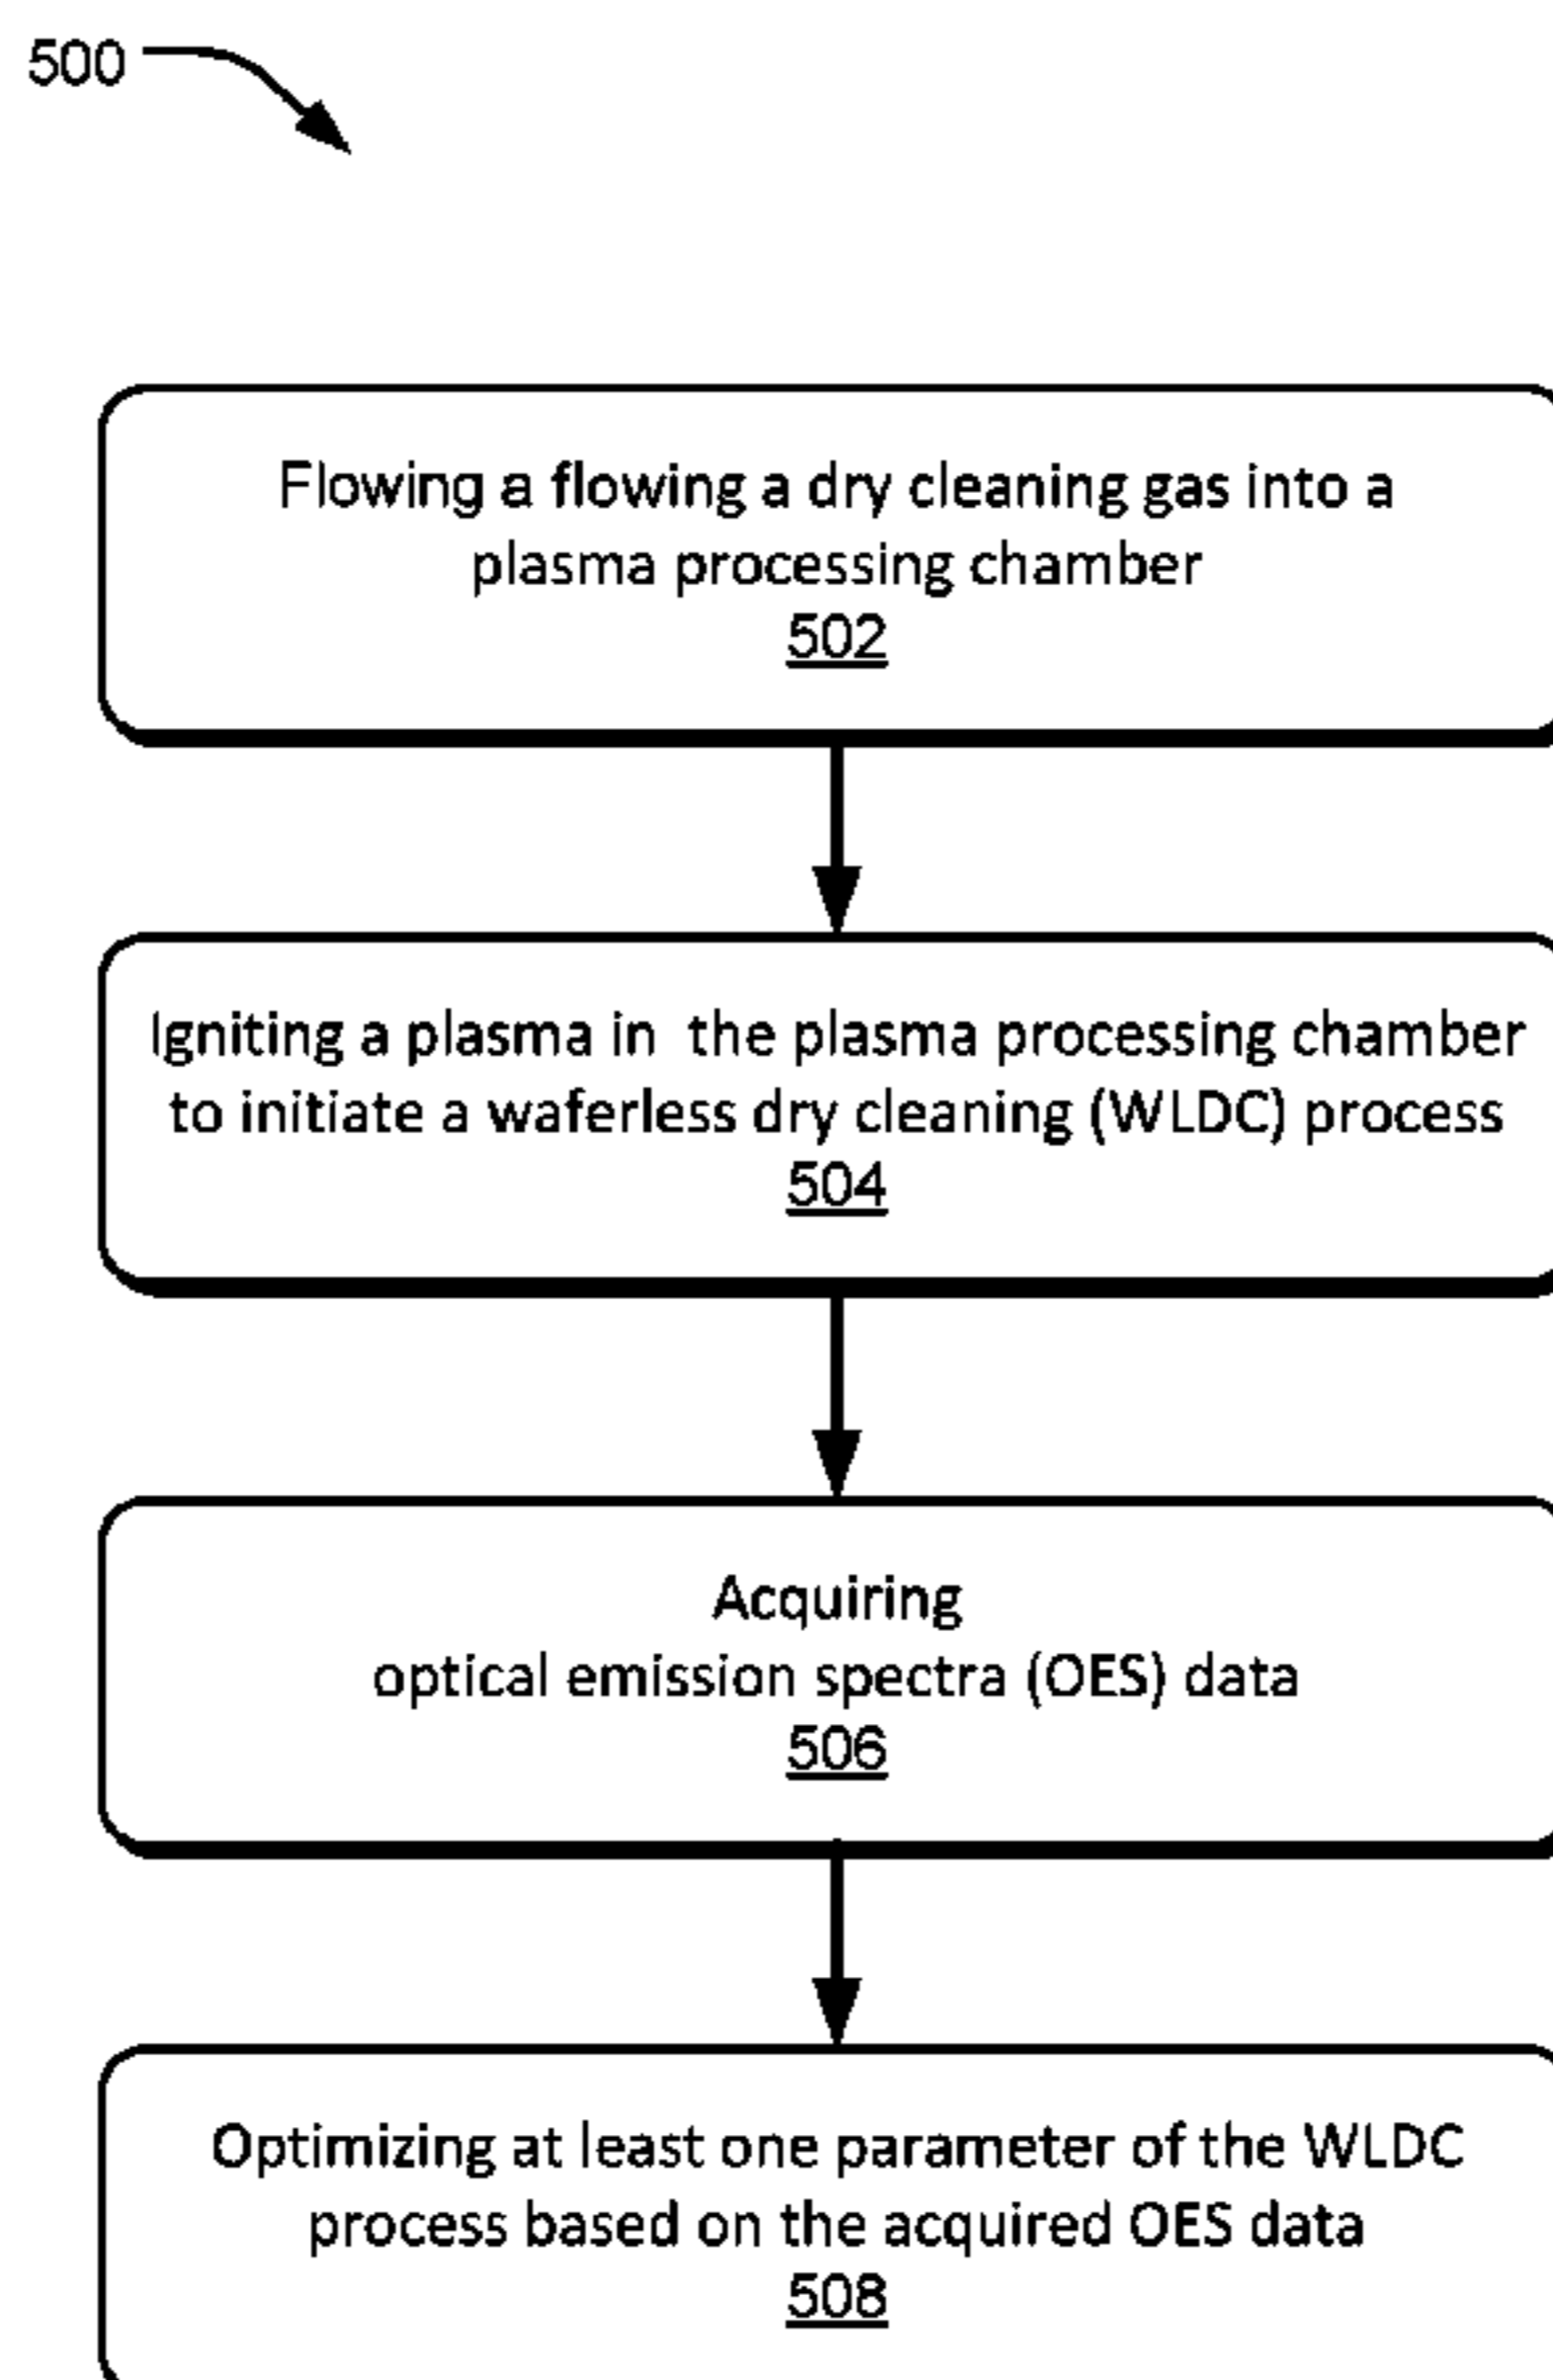 500
Flowing a flowing a dry cleaning gas into a
plasma processing chamber
502
Igniting a plasma in the plasma processing chamber
to initiate a waferless dry cleaning (WLDC) process
504
Acquiring
optical emission spectra (OES) data
506
Optimizing at least one parameter of the WLDC
process based on the acquired OES data
508